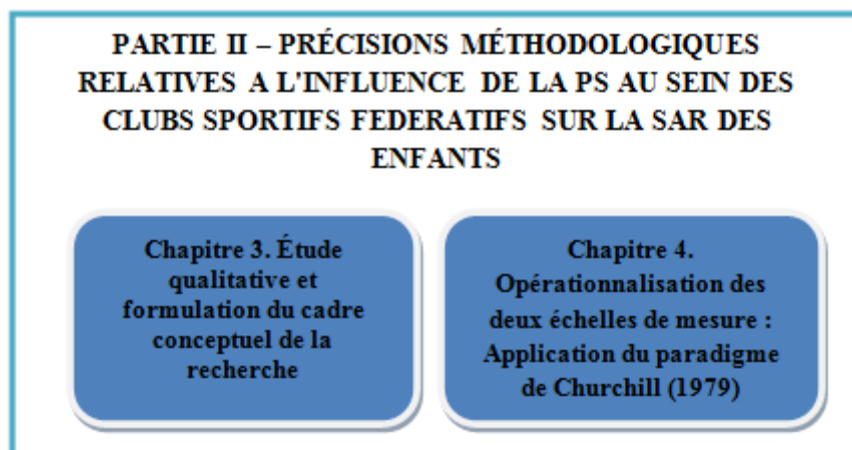 PARTIE II – PRÉCISIONS MÉTHODOLOGIQUES
RELATIVES A L'INFLUENCE DE LA PS AU SEIN DES
CLUBS SPORTIFS FEDERATIFS SUR LA SAR DES
ENFANTS
Chapitre 3. Étude
qualitative et
formulation du cadre
conceptuel de la
recherche
Chapitre 4.
Opérationnalisation des
deux échelles de mesure :
Application du paradigme
de Churchill (1979)